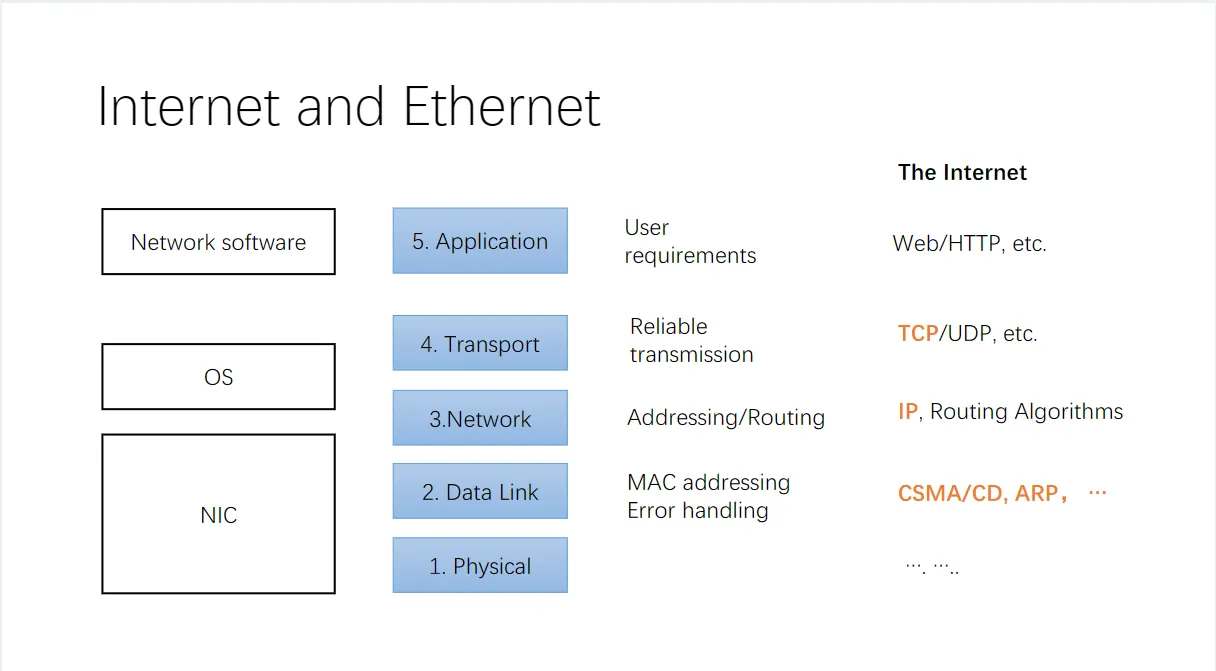 Internet and Ethernet
The Internet
Network software
5. Application
User
requirements
Web/HTTP, etc.
OS
4. Transport
Reliable
transmission
TCP/UDP, etc.
3.Network
Addressing/Routing
IP, Routing Algorithms
NIC
2. Data Link
MAC addressing
Error handling
CSMA/CD, ARP， …
1. Physical
…. …..